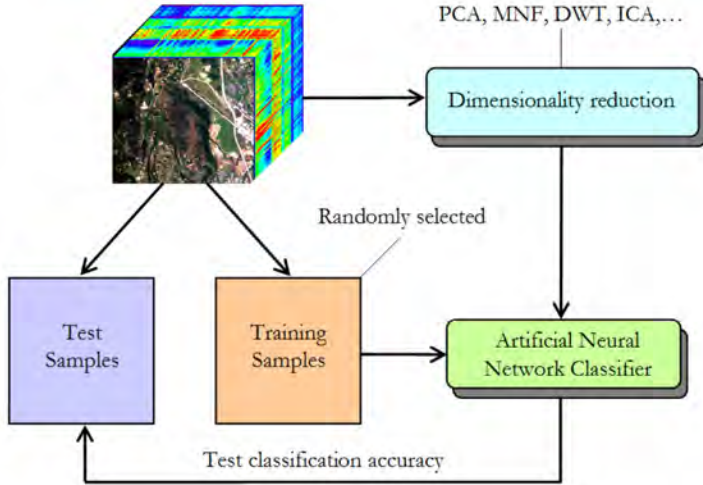 PCA, MNF, DWT, ICA,...
Dimensionality reduction
Randomly selected
Test
Samples
Training
Samples
Artificial Neural
Network Classifier
Test classification accuracy